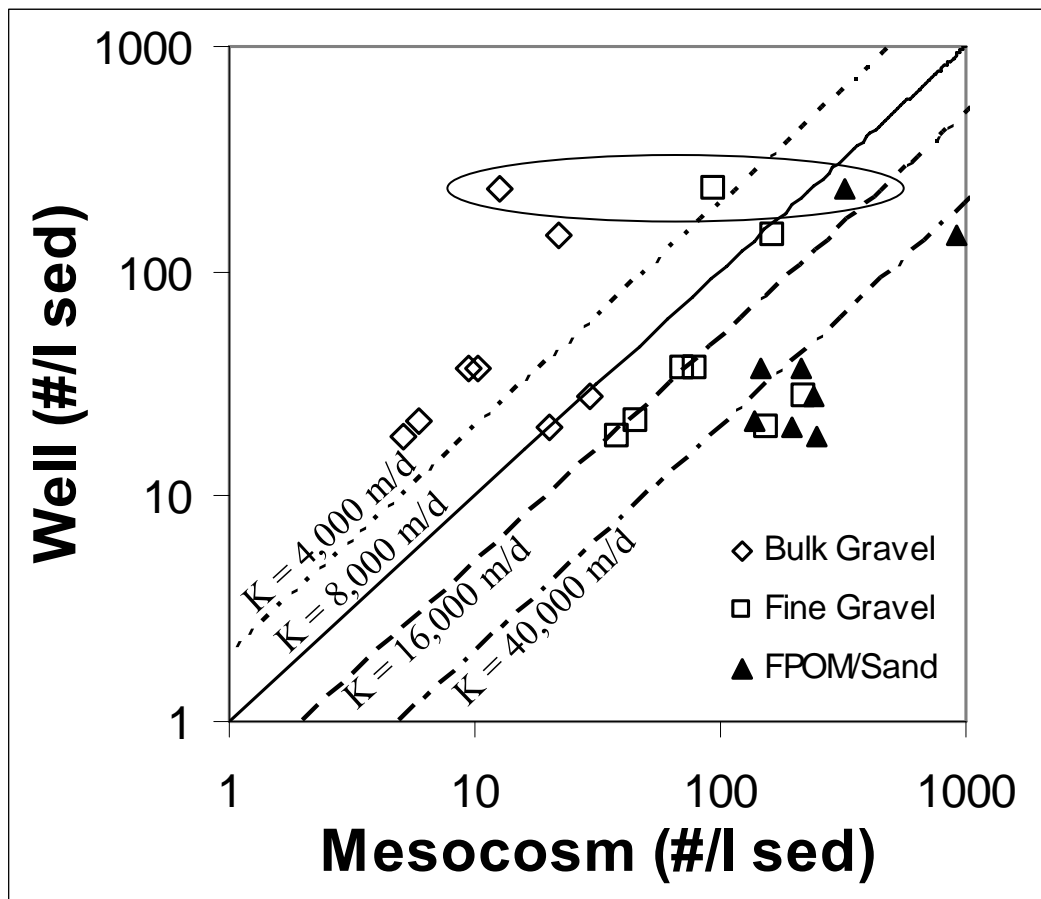 1000
100
10
1
Well (#/l sed)
K = 4,000 m/d
K = 8,000 m/d
K = 16,000 m/d
K = 40,000 m/d
Bulk Gravel
Fine Gravel
FPOM/Sand
1 10 100 1000
Mesocosm (#/l sed)